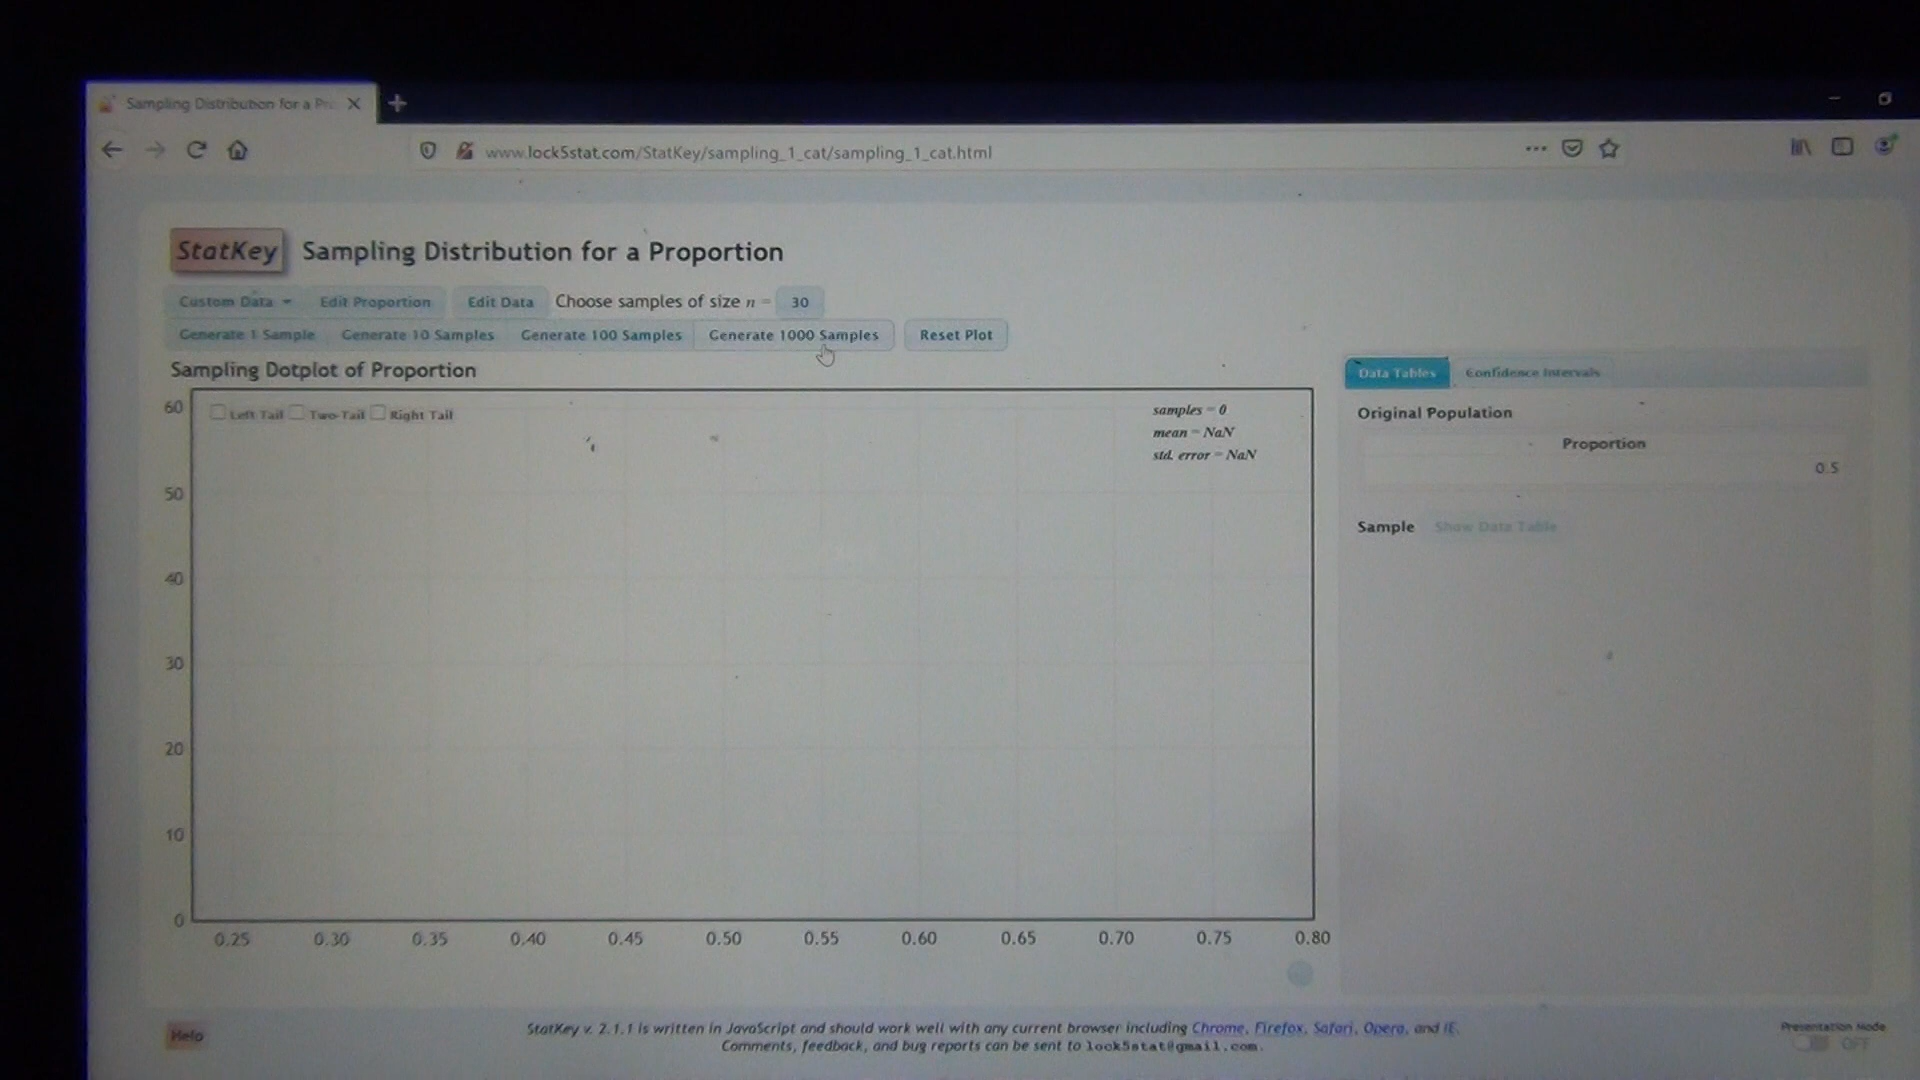 Sampling Distribution for a Pr
www.lock5stat.com/StatKey/sampling_1_cat/sampling_1_cat.html
StatKey Sampling Distribution for a Proportion
Custom Data Edit Proportion Edit Data Choose samples of size n = 30
Generate 1 Sample Generate 10 Samples Generate 100 Samples Generate 1000 Samples Reset Plot
Sampling Dotplot of Proportion
Left Tail Two-Tail Right Tail
samples = 0
mean = NaN
std. error = NaN
60
50
40
30
20
10
0
0.25 0.30 0.35 0.40 0.45 0.50 0.55 0.60 0.65 0.70 0.75 0.80
Data Tables Confidence Intervals
Original Population
Proportion
0.5
Sample Show Data Table
Help
StatKey v. 2.1.1 is written in JavaScript and should work well with any current browser including Chrome, Firefox, Safari, Opera, and IE.
Comments, feedback, and bug reports can be sent to lock5stat@gmail.com.
Presentation Mode
OFF